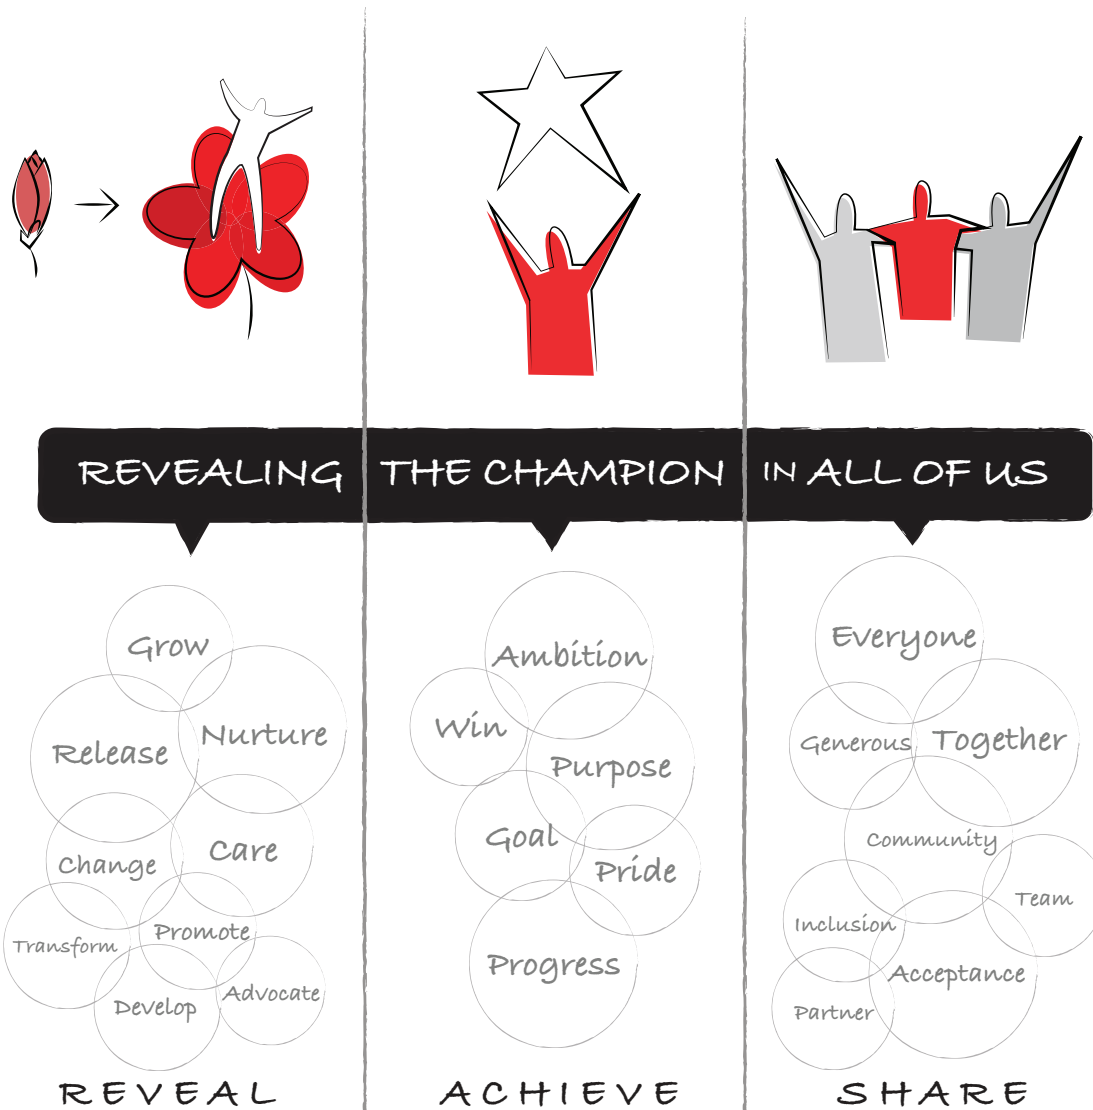 REVEALING THE CHAMPION IN ALL OF US
Grow
Nurture
Release
Care
Change
Promote
Transform
Advocate
Develop
REVEAL
Ambition
Win
Purpose
Goal
Pride
Progress
ACHIEVE
Everyone
Generous
Together
Community
Team
Inclusion
Acceptance
Partner
SHARE